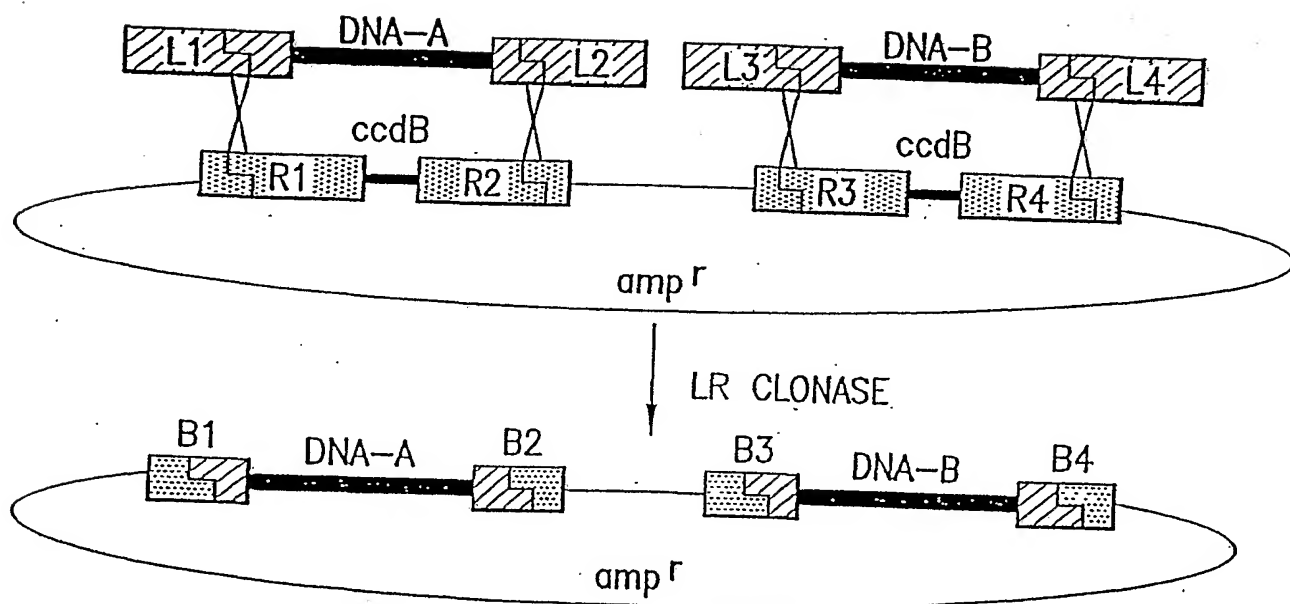 DNA-A
DNA-B
L1
L2
L3
L4
ccdB
ccdB
R1
R2
R3
R4
amp r
LR CLONASE
B1
DNA-A
B2
B3
DNA-B
B4
amp r